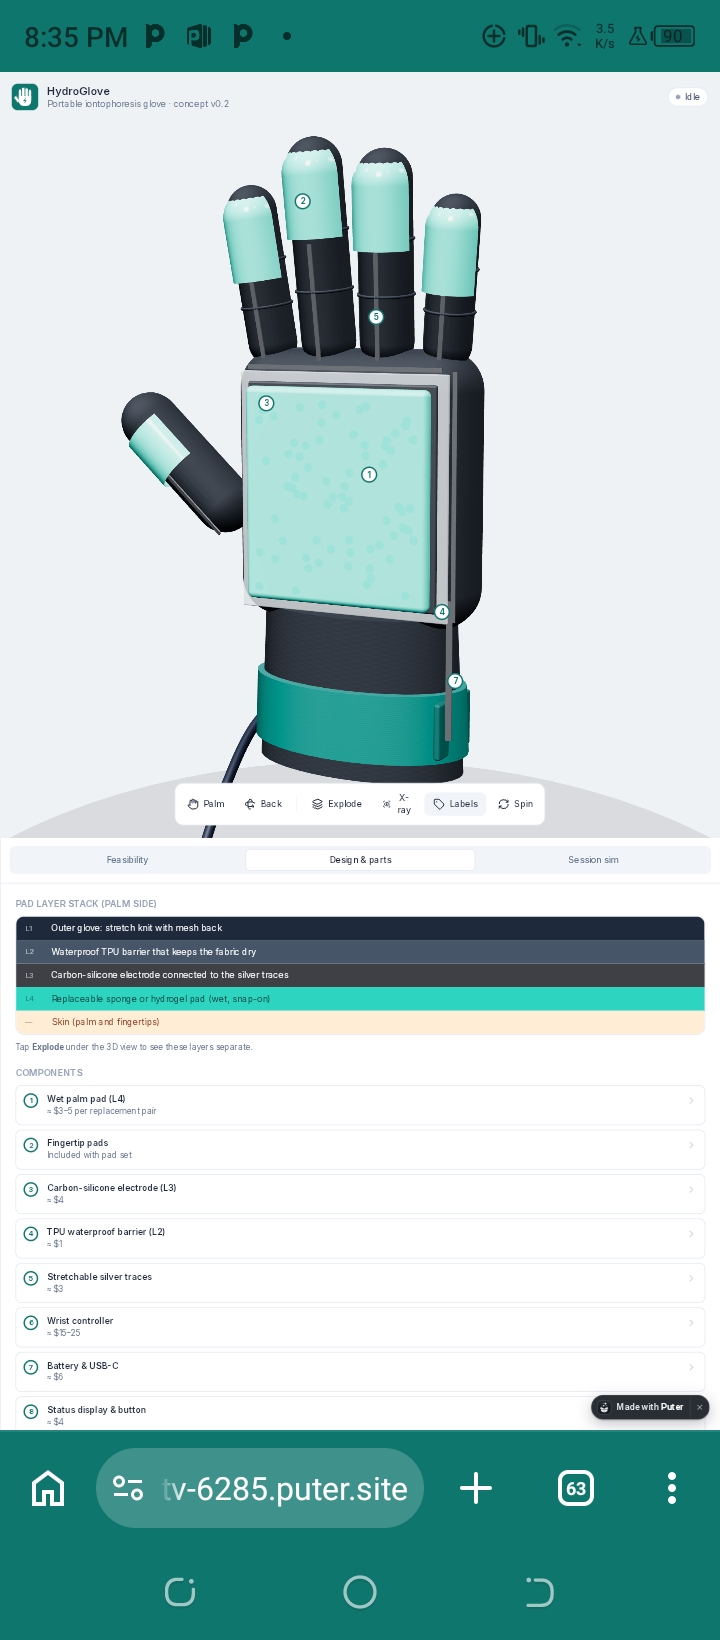 8:35 PM
3.5
K/s
90
HydroGlove
Portable iontophoresis glove · concept v0.2
Idle
2
5
3
1
4
7
Palm
Back
Explode
X-
ray
Labels
Spin
Feasibility
Design & parts
Session sim
PAD LAYER STACK (PALM SIDE)
L1 Outer glove: stretch knit with mesh back
L2 Waterproof TPU barrier that keeps the fabric dry
L3 Carbon-silicone electrode connected to the silver traces
L4 Replaceable sponge or hydrogel pad (wet, snap-on)
— Skin (palm and fingertips)
Tap Explode under the 3D view to see these layers separate.
COMPONENTS
1 Wet palm pad (L4)
≈ $3–5 per replacement pair
2 Fingertip pads
Included with pad set
3 Carbon-silicone electrode (L3)
≈ $4
4 TPU waterproof barrier (L2)
≈ $1
5 Stretchable silver traces
≈ $3
6 Wrist controller
≈ $15–25
7 Battery & USB-C
≈ $6
8 Status display & button
≈ $4
Made with Puter ×
tv-6285.puter.site
63